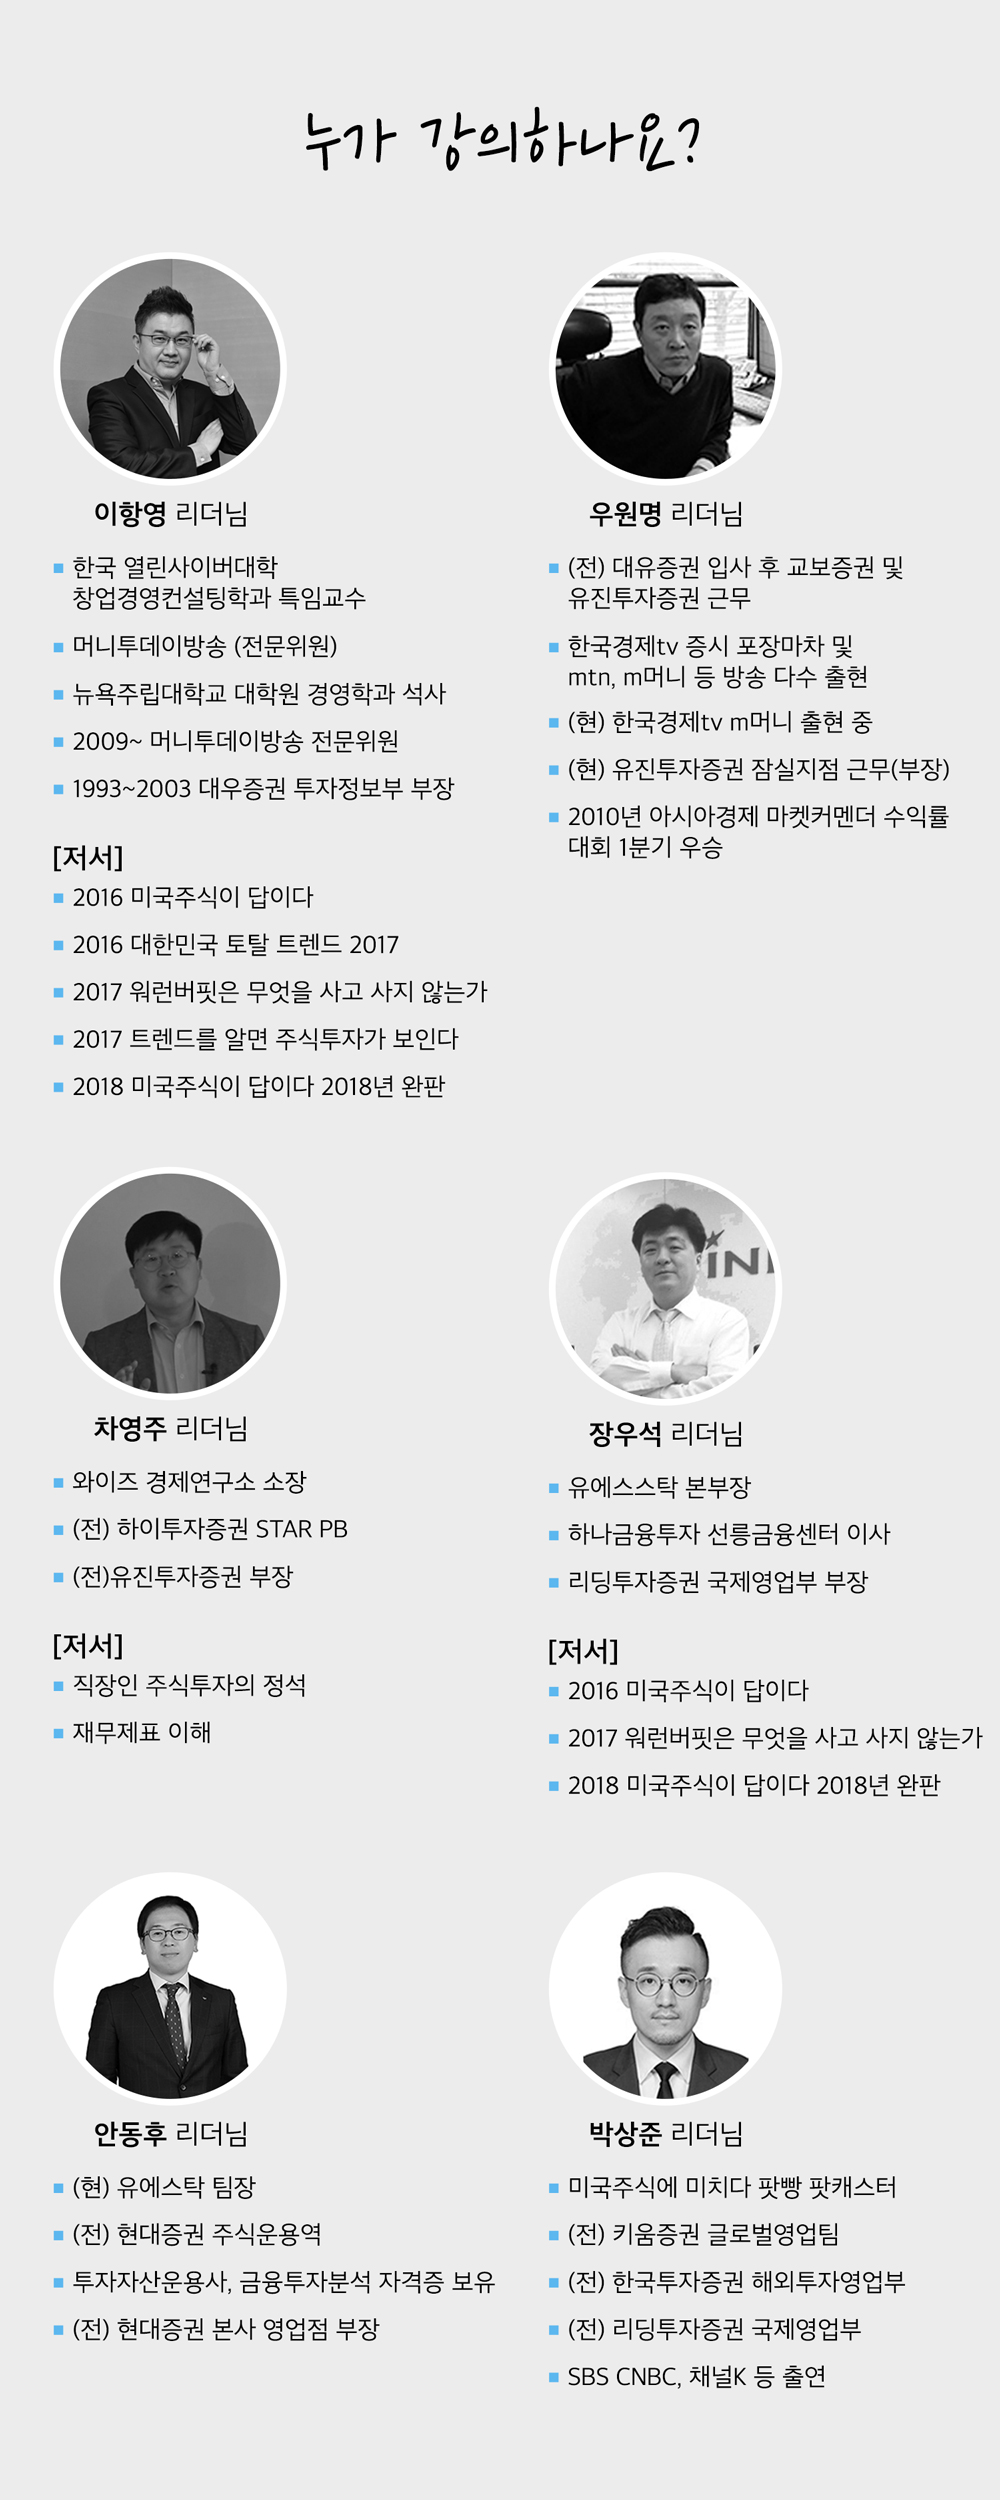 누가 강의하나요?
이항영 리더님
한국 열린사이버대학
창업경영컨설팅학과 특임교수
머니투데이방송 (전문위원)
뉴욕주립대학교 대학원 경영학과 석사
2009~ 머니투데이방송 전문위원
1993~2003 대우증권 투자정보부 부장
[저서]
2016 미국주식이 답이다
2016 대한민국 토탈 트렌드 2017
2017 워런버핏은 무엇을 사고 사지 않는가
2017 트렌드를 알면 주식투자가 보인다
2018 미국주식이 답이다 2018년 완판
우원명 리더님
(전) 대유증권 입사 후 교보증권 및
유진투자증권 근무
한국경제tv 증시 포장마차 및
mtn, m머니 등 방송 다수 출현
(현) 한국경제tv m머니 출현 중
(현) 유진투자증권 잠실지점 근무(부장)
2010년 아시아경제 마켓커멘더 수익률
대회 1분기 우승
차영주 리더님
와이즈 경제연구소 소장
(전) 하이투자증권 STAR PB
(전)유진투자증권 부장
[저서]
직장인 주식투자의 정석
재무제표 이해
INI
장우석 리더님
유에스스탁 본부장
하나금융투자 선릉금융센터 이사
리딩투자증권 국제영업부 부장
[저서]
2016 미국주식이 답이다
2017 워런버핏은 무엇을 사고 사지 않는가
2018 미국주식이 답이다 2018년 완판
안동후 리더님
(현) 유에스탁 팀장
(전) 현대증권 주식운용역
투자자산운용사, 금융투자분석 자격증 보유
(전) 현대증권 본사 영업점 부장
박상준 리더님
미국주식에 미치다 팟빵 팟캐스터
(전) 키움증권 글로벌영업팀
(전) 한국투자증권 해외투자영업부
(전) 리딩투자증권 국제영업부
SBS CNBC, 채널K 등 출연